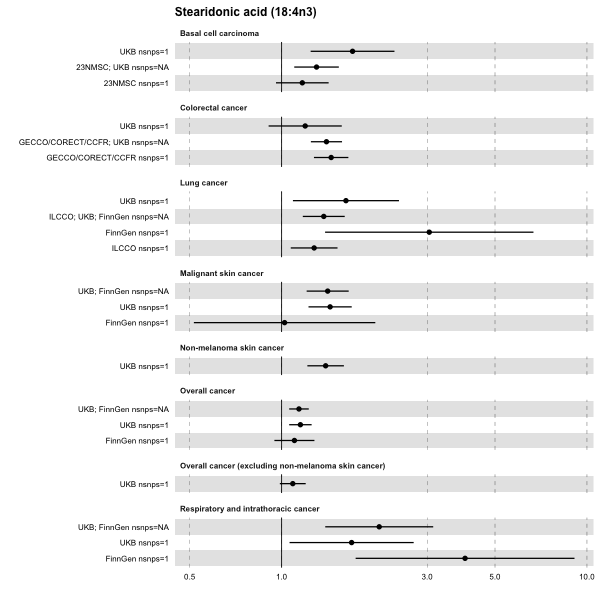 Stearidonic acid (18:4n3)
Basal cell carcinoma
UKB nsnps=1
23NMSC; UKB nsnps=NA
23NMSC nsnps=1
Colorectal cancer
UKB nsnps=1
GECCO/CORECT/CCFR; UKB nsnps=NA
GECCO/CORECT/CCFR nsnps=1
Lung cancer
UKB nsnps=1
ILCCO; UKB; FinnGen nsnps=NA
FinnGen nsnps=1
ILCCO nsnps=1
Malignant skin cancer
UKB; FinnGen nsnps=NA
UKB nsnps=1
FinnGen nsnps=1
Non-melanoma skin cancer
UKB nsnps=1
Overall cancer
UKB; FinnGen nsnps=NA
UKB nsnps=1
FinnGen nsnps=1
Overall cancer (excluding non-melanoma skin cancer)
UKB nsnps=1
Respiratory and intrathoracic cancer
UKB; FinnGen nsnps=NA
UKB nsnps=1
FinnGen nsnps=1
0.5 1.0 3.0 5.0 10.0